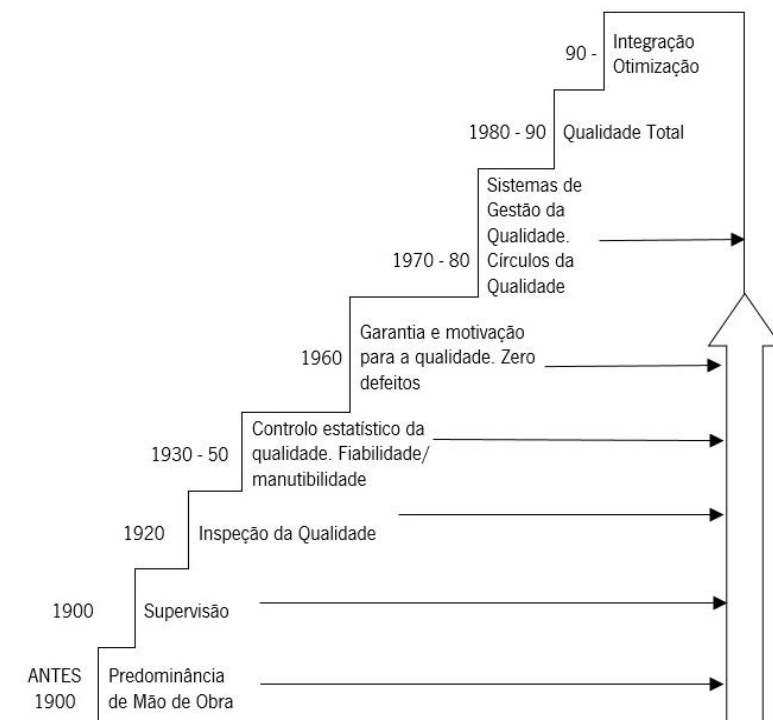 90 -
Integração
Otimização
1980 - 90
Qualidade Total
Sistemas de
Gestão da
Qualidade.
Círculos da
Qualidade
1970 - 80
Garantia e motivação
para a qualidade. Zero
defeitos
1960
Controlo estatístico da
qualidade. Fiabilidade/
manutibilidade
1930 - 50
1920
Inspeção da Qualidade
1900
Supervisão
ANTES
1900
Predominância
de Mão de Obra